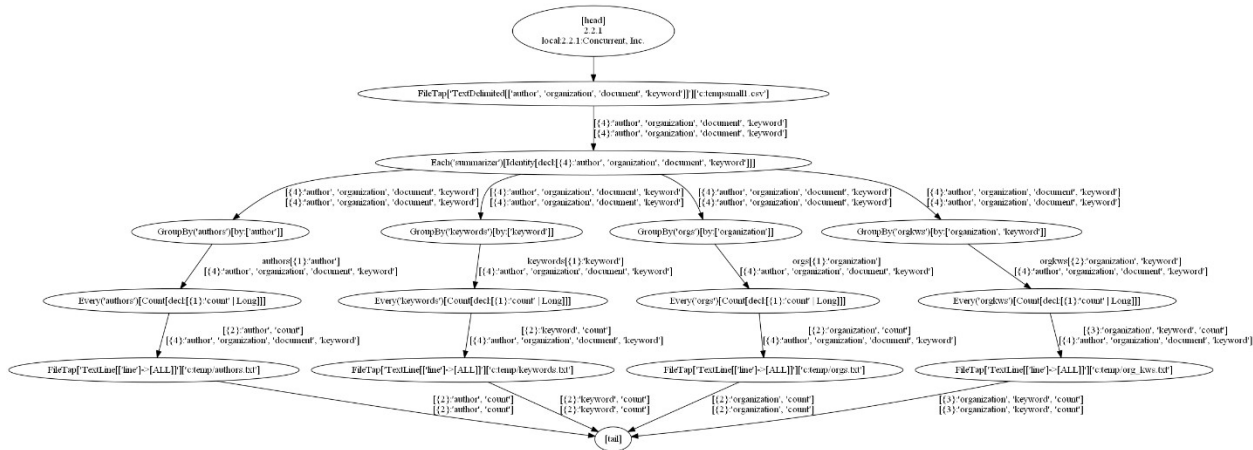 [head]
2.2.1
local:2.2.1:Concurrent, Inc.
FileTap['TextDelimited[['author', 'organization', 'document', 'keyword']]']['c:tempsmall1.csv']
[{4}:'author', 'organization', 'document', 'keyword']
[{4}:'author', 'organization', 'document', 'keyword']
Each('summarizer')[Identity[decl:[{4}:'author', 'organization', 'document', 'keyword']]]
[{4}:'author', 'organization', 'document', 'keyword']
[{4}:'author', 'organization', 'document', 'keyword']
[{4}:'author', 'organization', 'document', 'keyword']
[{4}:'author', 'organization', 'document', 'keyword']
[{4}:'author', 'organization', 'document', 'keyword']
[{4}:'author', 'organization', 'document', 'keyword']
[{4}:'author', 'organization', 'document', 'keyword']
[{4}:'author', 'organization', 'document', 'keyword']
GroupBy('authors')[by:['author']]
GroupBy('keywords')[by:['keyword']]
GroupBy('orgs')[by:['organization']]
GroupBy('orgkws')[by:['organization', 'keyword']]
authors[{1}:'author']
[{4}:'author', 'organization', 'document', 'keyword']
keywords[{1}:'keyword']
[{4}:'author', 'organization', 'document', 'keyword']
orgs[{1}:'organization']
[{4}:'author', 'organization', 'document', 'keyword']
orgkws[{2}:'organization', 'keyword']
[{4}:'author', 'organization', 'document', 'keyword']
Every('authors')[Count[decl:[{1}:'count' | Long]]]
Every('keywords')[Count[decl:[{1}:'count' | Long]]]
Every('orgs')[Count[decl:[{1}:'count' | Long]]]
Every('orgkws')[Count[decl:[{1}:'count' | Long]]]
[{2}:'author', 'count']
[{4}:'author', 'organization', 'document', 'keyword']
[{2}:'keyword', 'count']
[{4}:'author', 'organization', 'document', 'keyword']
[{2}:'organization', 'count']
[{4}:'author', 'organization', 'document', 'keyword']
[{3}:'organization', 'keyword', 'count']
[{4}:'author', 'organization', 'document', 'keyword']
FileTap['TextLine[['line']->[ALL]]']['c:temp/authors.txt']
FileTap['TextLine[['line']->[ALL]]']['c:temp/keywords.txt']
FileTap['TextLine[['line']->[ALL]]']['c:temp/orgs.txt']
FileTap['TextLine[['line']->[ALL]]']['c:temp/org_kws.txt']
[{2}:'author', 'count']
[{2}:'author', 'count']
[{2}:'keyword', 'count']
[{2}:'keyword', 'count']
[{2}:'organization', 'count']
[{2}:'organization', 'count']
[{3}:'organization', 'keyword', 'count']
[{3}:'organization', 'keyword', 'count']
[tail]